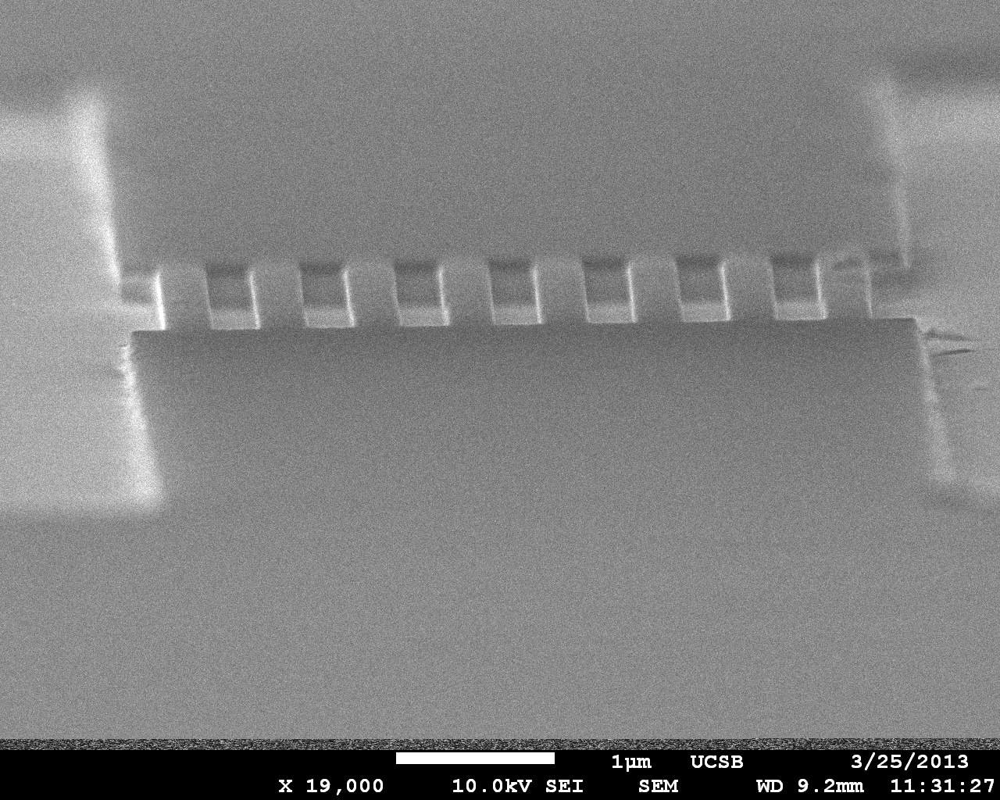 1µm UCSB 3/25/2013
X 19,000 10.0kV SEI SEM WD 9.2mm 11:31:27